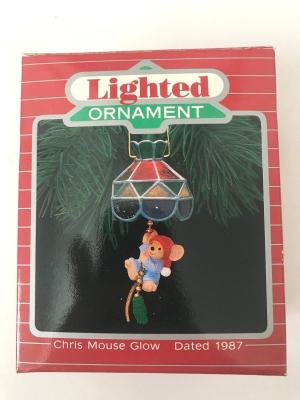 Lighted
ORNAMENT
Chris Mouse Glow Dated 1987